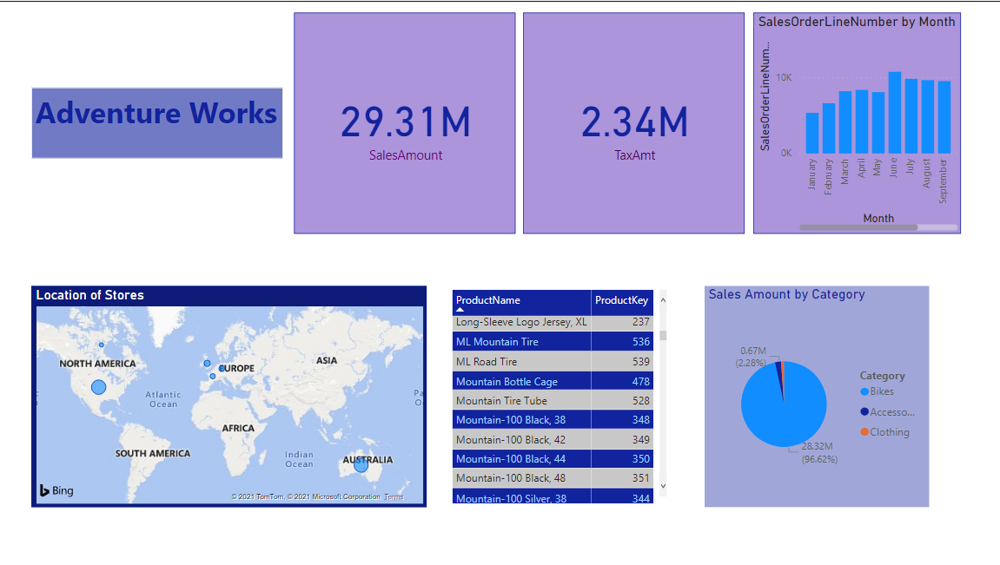 Adventure Works
29.31M
SalesAmount
2.34M
TaxAmt
SalesOrderLineNumber by Month
SalesOrderLineNum...
10K
0K
January
February
March
April
May
June
July
August
September
Month
Location of Stores
NORTH AMERICA
EUROPE
ASIA
Atlantic
Ocean
AFRICA
SOUTH AMERICA
Indian
Ocean
AUSTRALIA
Pa
O
Bing
© 2021 TomTom, © 2021 Microsoft Corporation Terms
ProductName ProductKey
Long-Sleeve Logo Jersey, XL 237
ML Mountain Tire 536
ML Road Tire 539
Mountain Bottle Cage 478
Mountain Tire Tube 528
Mountain-100 Black, 38 348
Mountain-100 Black, 42 349
Mountain-100 Black, 44 350
Mountain-100 Black, 48 351
Mountain-100 Silver, 38 344
Sales Amount by Category
0.67M
(2.28%)
28.32M
(96.62%)
Category
Bikes
Accesso...
Clothing